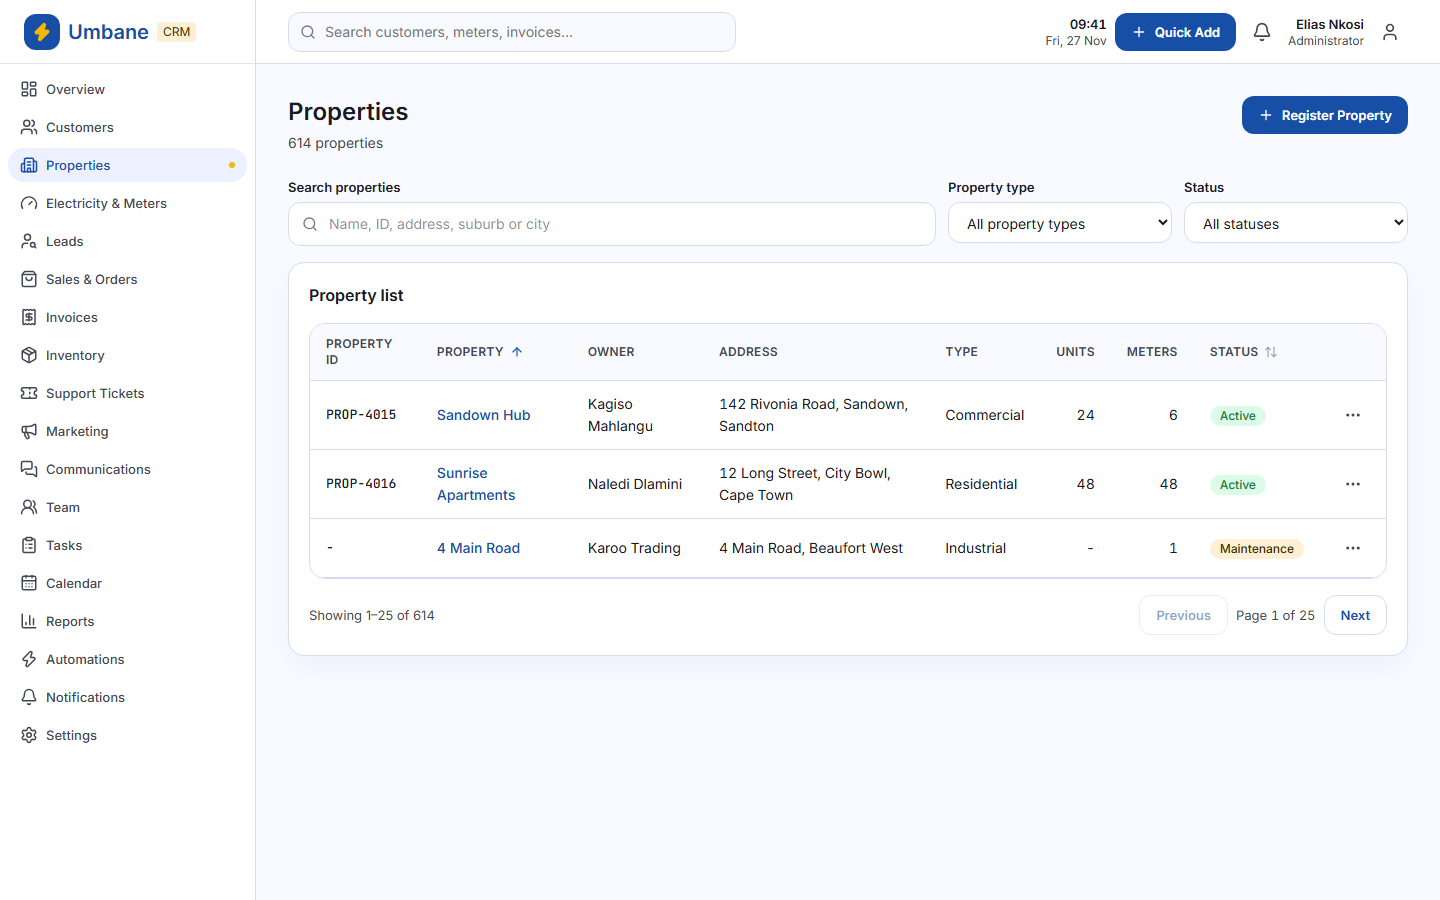 Umbane CRM
Search customers, meters, invoices...
09:41
Fri, 27 Nov
Quick Add
Elias Nkosi
Administrator
Overview
Customers
Properties
Electricity & Meters
Leads
Sales & Orders
Invoices
Inventory
Support Tickets
Marketing
Communications
Team
Tasks
Calendar
Reports
Automations
Notifications
Settings
Properties
614 properties
Register Property
Search properties
Name, ID, address, suburb or city
Property type
All property types
Status
All statuses
Property list
PROPERTY ID PROPERTY OWNER ADDRESS TYPE UNITS METERS STATUS
PROP-4015 Sandown Hub Kagiso Mahlangu 142 Rivonia Road, Sandown, Sandton Commercial 24 6 Active
PROP-4016 Sunrise Apartments Naledi Dlamini 12 Long Street, City Bowl, Cape Town Residential 48 48 Active
- 4 Main Road Karoo Trading 4 Main Road, Beaufort West Industrial - 1 Maintenance
Showing 1–25 of 614
Previous Page 1 of 25 Next